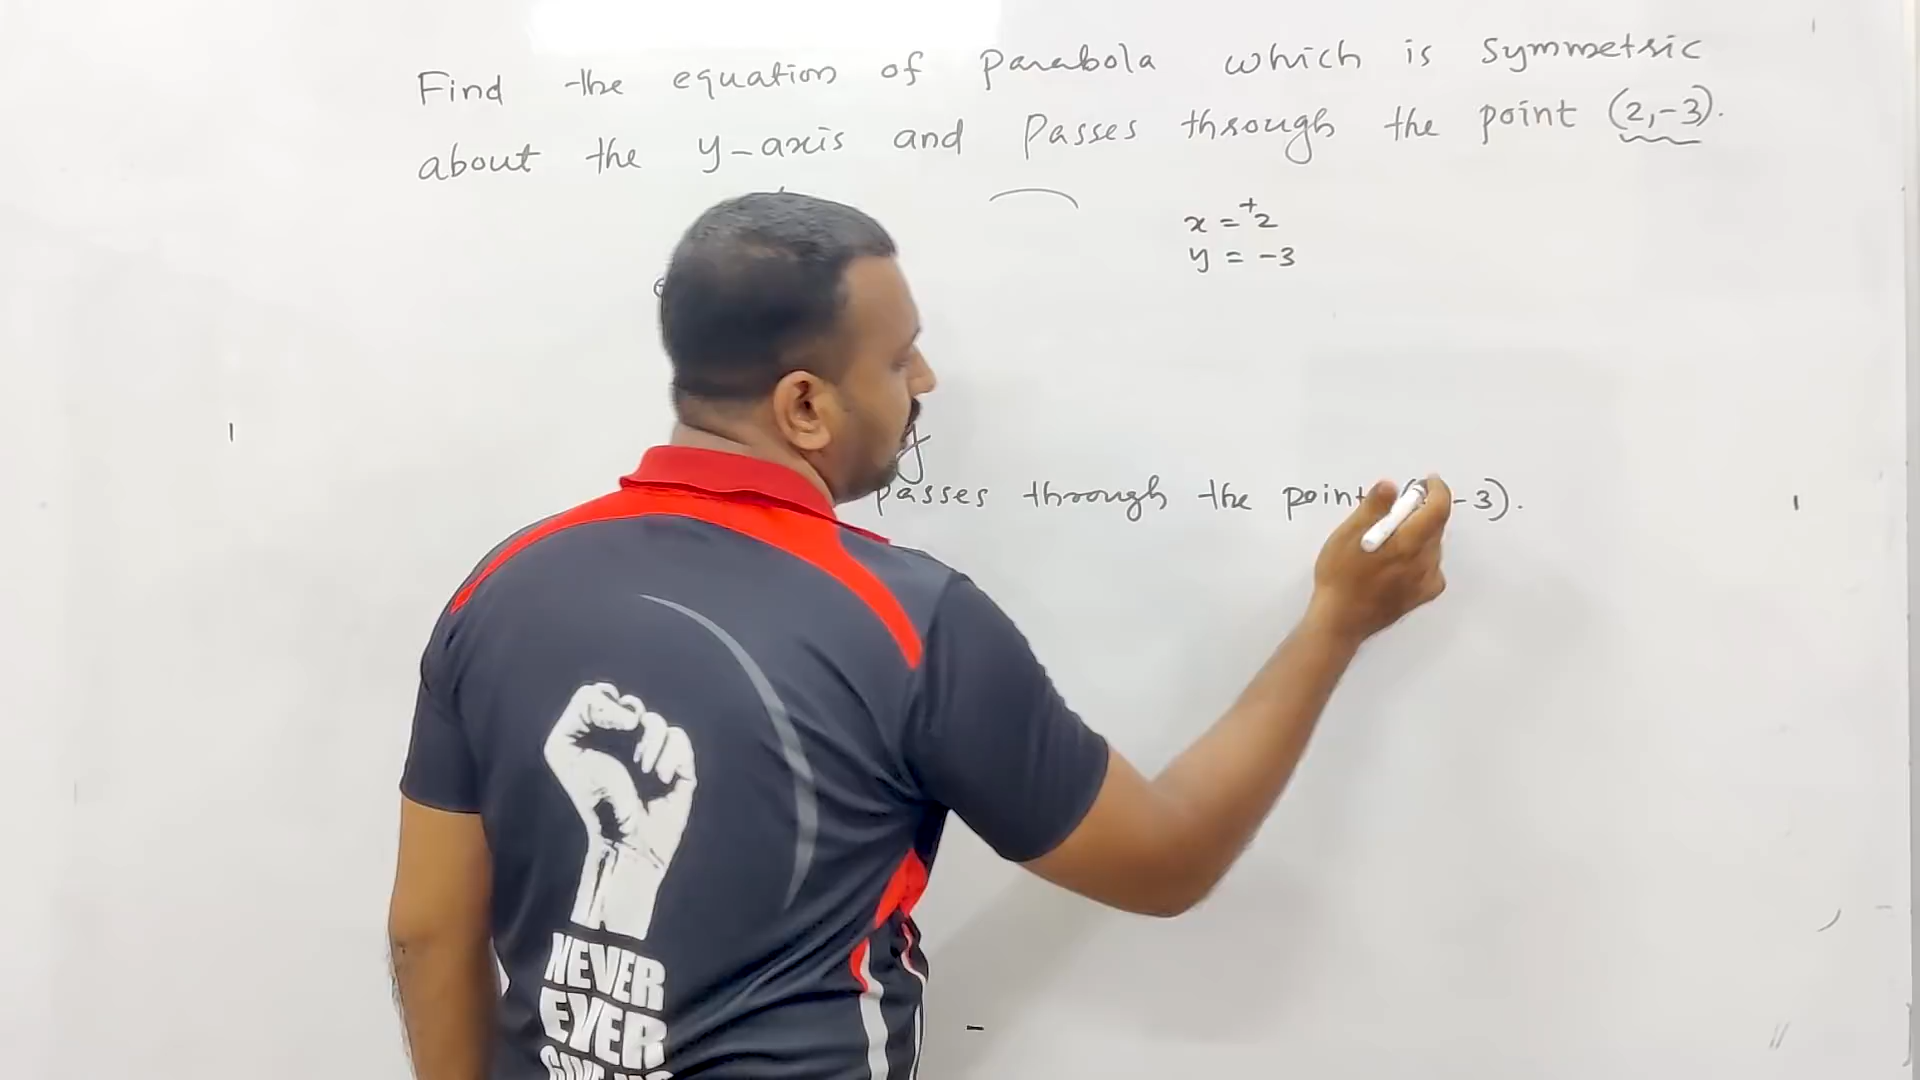 Find the equation of parabola which is symmetric
about the y-axis and Passes through the point (2,-3).
x = +2
y = -3
y
passes through the point -3).
NEVER
EVER